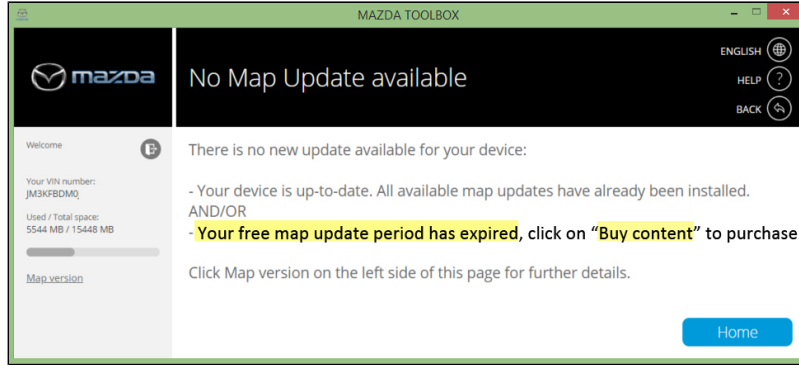 MAZDA TOOLBOX
mazda
No Map Update available
ENGLISH
HELP ?
BACK
Welcome
Your VIN number:
JM3KFBDM0
Used / Total space:
5544 MB / 15448 MB
Map version
There is no new update available for your device:
- Your device is up-to-date. All available map updates have already been installed.
AND/OR
- Your free map update period has expired, click on “Buy content” to purchase
Click Map version on the left side of this page for further details.
Home